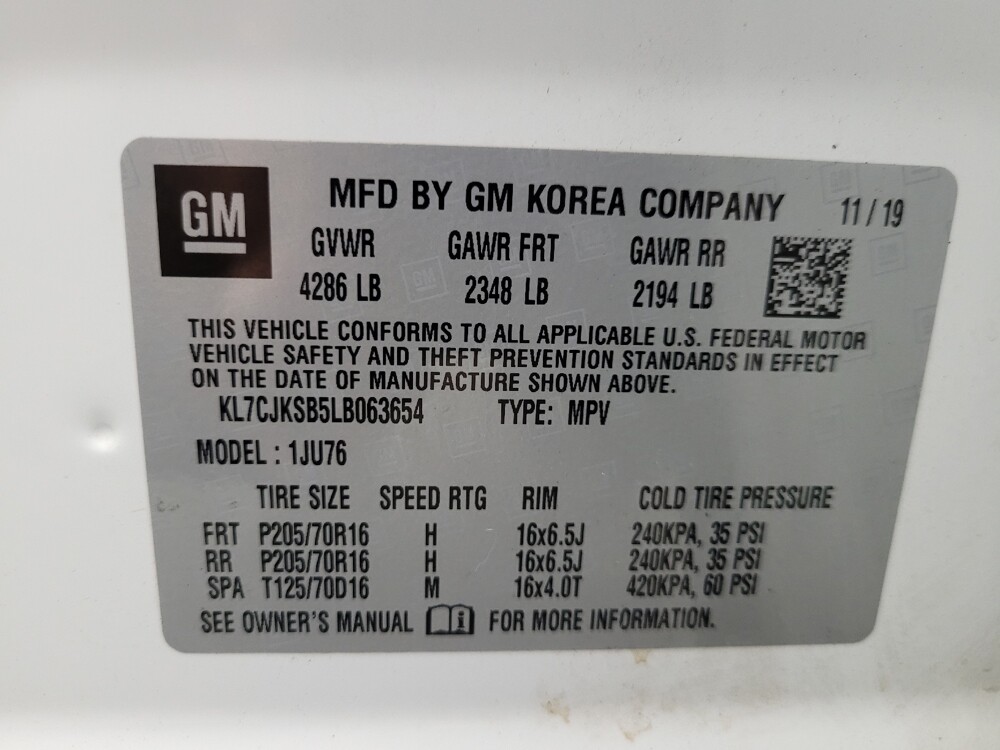 GM
MFD BY GM KOREA COMPANY 11/19
GVWR GAWR FRT GAWR RR
4286 LB 2348 LB 2194 LB
THIS VEHICLE CONFORMS TO ALL APPLICABLE U.S. FEDERAL MOTOR
VEHICLE SAFETY AND THEFT PREVENTION STANDARDS IN EFFECT
ON THE DATE OF MANUFACTURE SHOWN ABOVE.
KL7CJKSB5LB063654 TYPE: MPV
MODEL : 1JU76
TIRE SIZE SPEED RTG RIM COLD TIRE PRESSURE
FRT P205/70R16 H 16x6.5J 240KPA, 35 PSI
RR P205/70R16 H 16x6.5J 240KPA, 35 PSI
SPA T125/70D16 M 16x4.0T 420KPA, 60 PSI
SEE OWNER'S MANUAL i FOR MORE INFORMATION.